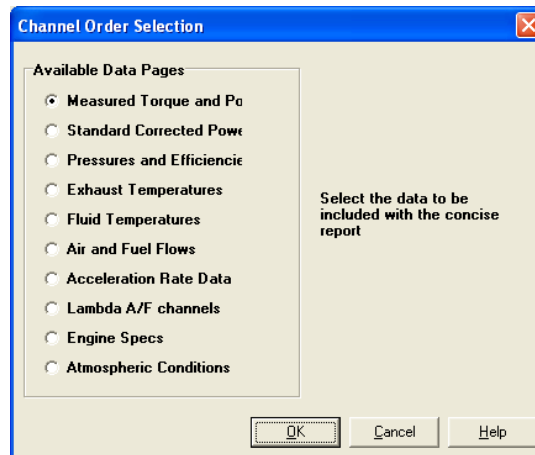 Channel Order Selection
Available Data Pages
Measured Torque and Po
Standard Corrected Powe
Pressures and Efficiencie
Exhaust Temperatures
Fluid Temperatures
Air and Fuel Flows
Acceleration Rate Data
Lambda A/F channels
Engine Specs
Atmospheric Conditions
Select the data to be
included with the concise
report
OK
Cancel
Help